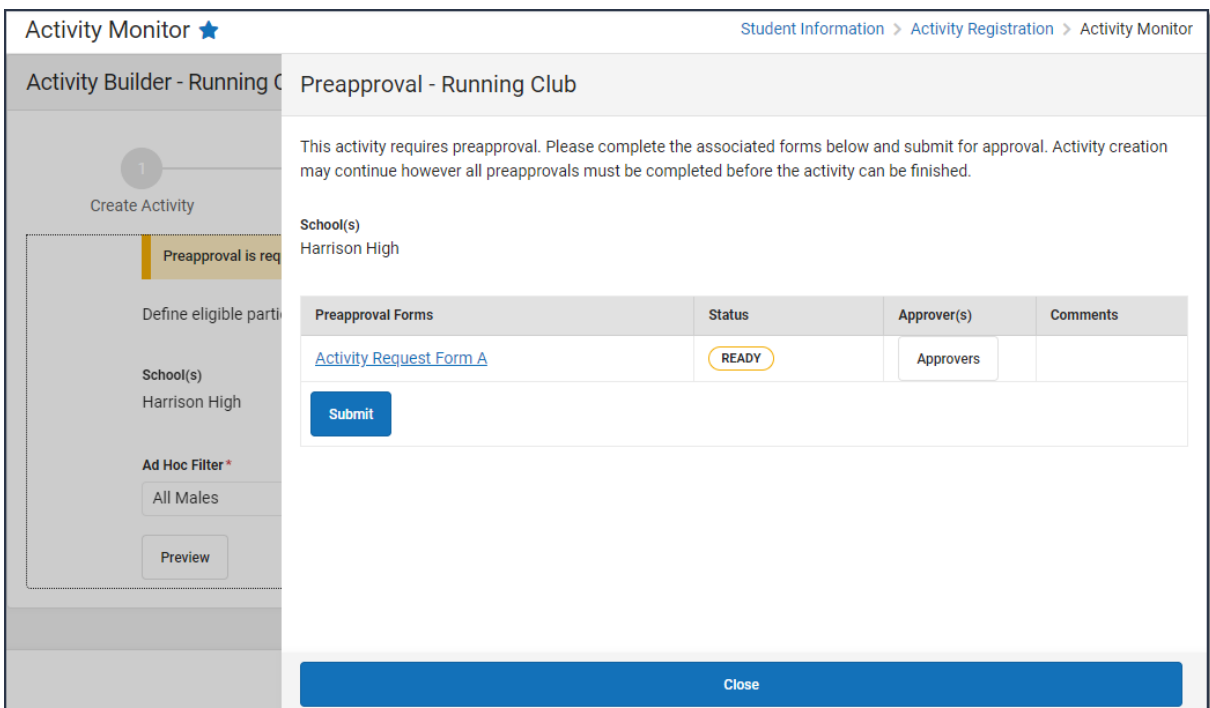 Activity Monitor
Student Information > Activity Registration > Activity Monitor
Activity Builder - Running
Preapproval - Running Club
This activity requires preapproval. Please complete the associated forms below and submit for approval. Activity creation
may continue however all preapprovals must be completed before the activity can be finished.
1
Create Activity
School(s)
Harrison High
Preapproval is req
Define eligible parti
School(s)
Harrison High
Ad Hoc Filter*
All Males
Preview
Preapproval Forms Status Approver(s) Comments
Activity Request Form A READY Approvers
Submit
Close